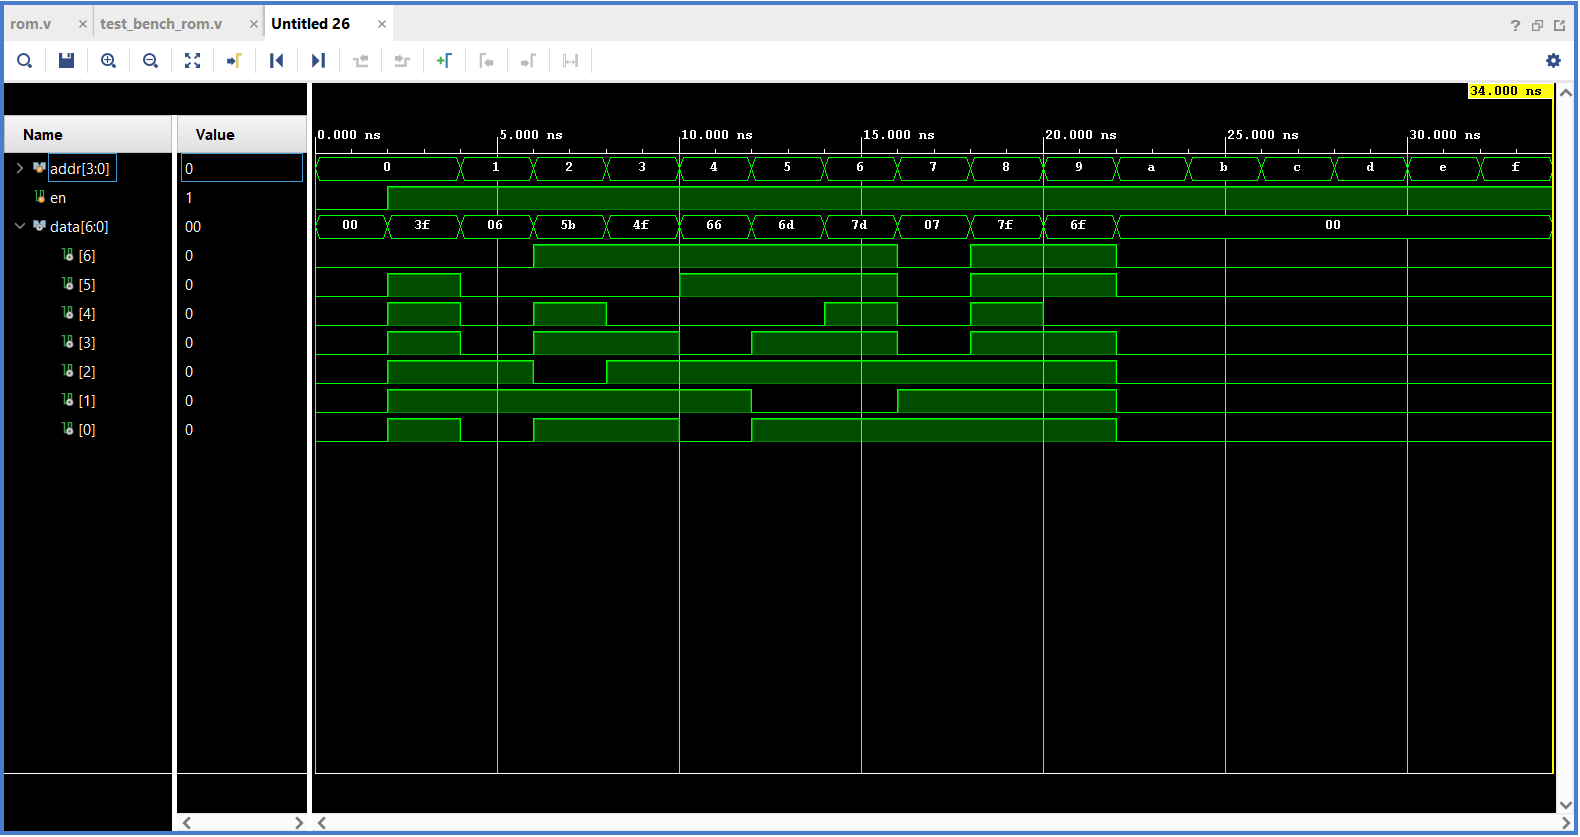 rom.v × test_bench_rom.v × Untitled 26 × ?
34.000 ns
Name Value 0.000 ns 5.000 ns 10.000 ns 15.000 ns 20.000 ns 25.000 ns 30.000 ns
addr[3:0] 0 0 1 2 3 4 5 6 7 8 9 a b c d e f
en 1
data[6:0] 00 00 3f 06 5b 4f 66 6d 7d 07 7f 6f 00
[6] 0
[5] 0
[4] 0
[3] 0
[2] 0
[1] 0
[0] 0